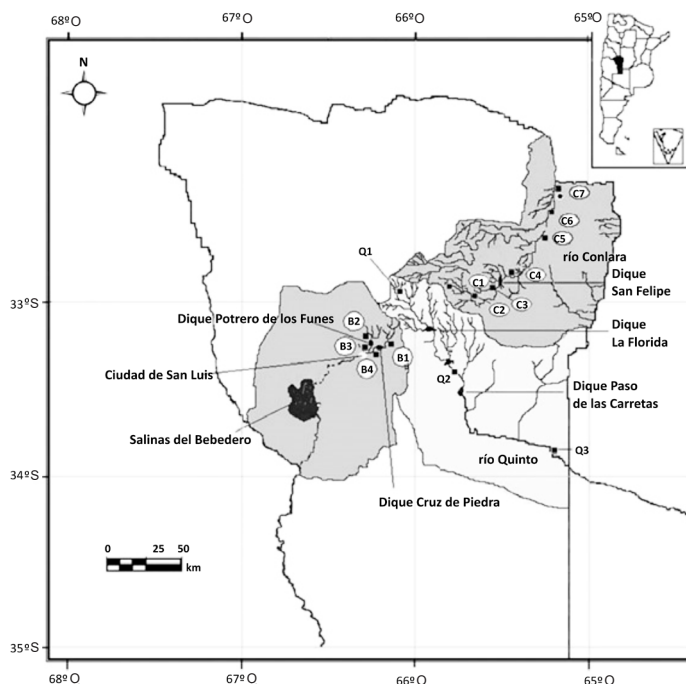 68ºO
67ºO
66ºO
65ºO
N
C7
C6
C5
Q1
río Conlara
C1
C4
Dique
San Felipe
33ºS
C3
C2
B2
Dique Potrero de los Funes
Dique
La Florida
B3
B1
Ciudad de San Luis
B4
Q2
Dique Paso
de las Carretas
Salinas del Bebedero
río Quinto
Q3
34ºS
Dique Cruz de Piedra
0 25 50
km
35ºS
68ºO
67ºO
66ºO
65ºO